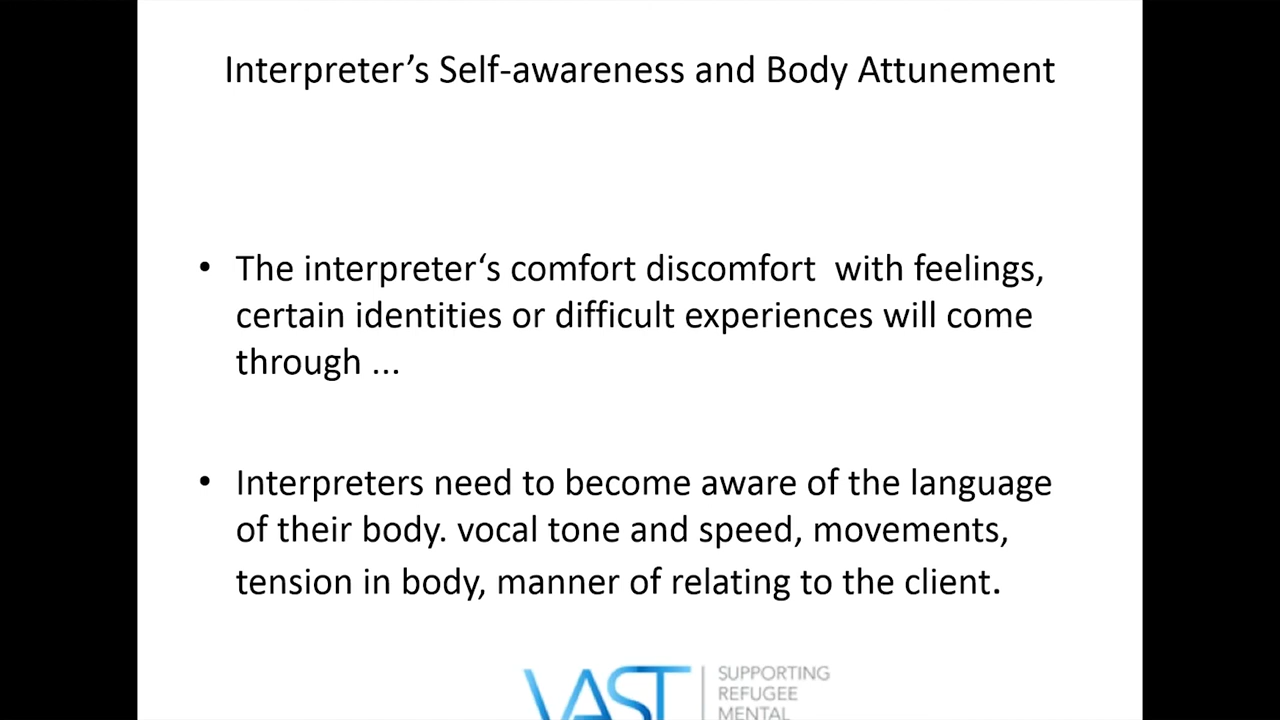 Interpreter’s Self-awareness and Body Attunement
• The interpreter‘s comfort discomfort  with feelings,
certain identities or difficult experiences will come
through ...
• Interpreters need to become aware of the language
of their body. vocal tone and speed, movements,
tension in body, manner of relating to the client.
VAST
SUPPORTING
REFUGEE
MENTAL